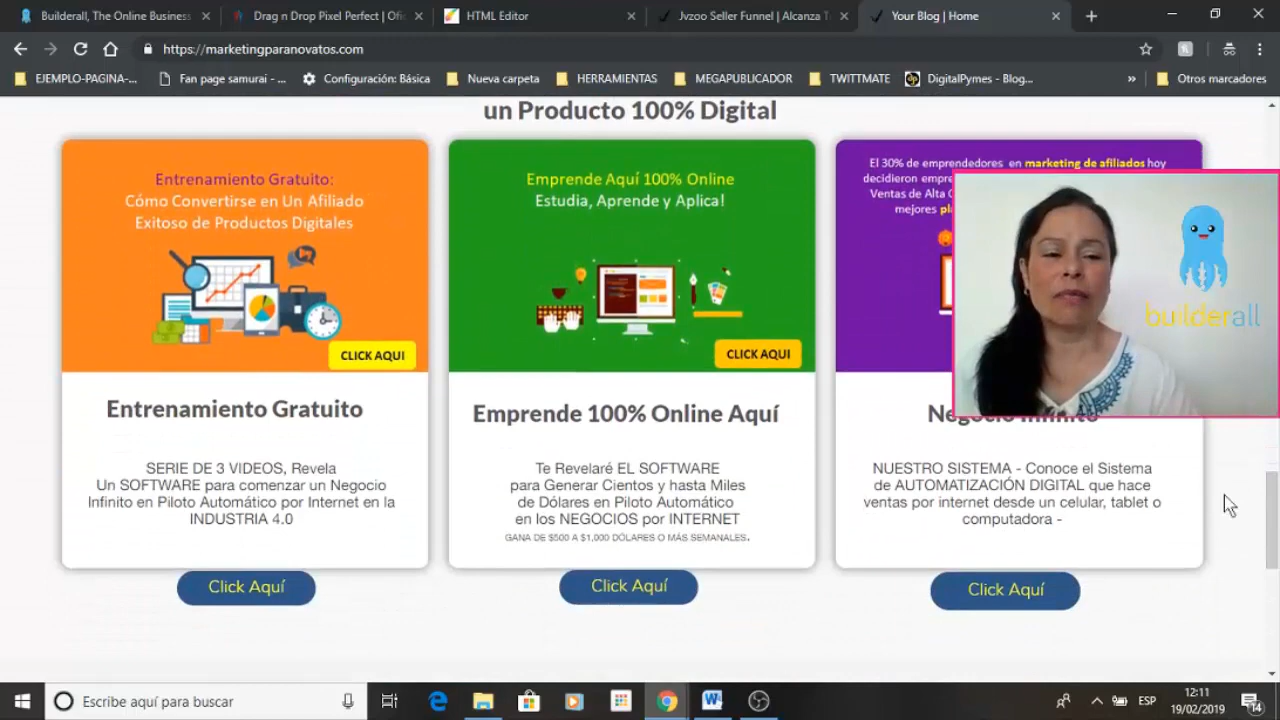 Builderall, The Online Business
Drag n Drop Pixel Perfect | Ofic
HTML Editor
Jvzoo Seller Funnel | Alcanza T
Your Blog | Home
https://marketingparanovatos.com
EJEMPLO-PAGINA-...
Fan page samurai - ...
Configuración: Básica
Nueva carpeta
HERRAMIENTAS
MEGAPUBLICADOR
TWITTMATE
DigitalPymes - Blog...
»
Otros marcadores
un Producto 100% Digital
Entrenamiento Gratuito:
Cómo Convertirse en Un Afiliado
Exitoso de Productos Digitales
CLICK AQUI
Entrenamiento Gratuito
SERIE DE 3 VIDEOS, Revela
Un SOFTWARE para comenzar un Negocio
Infinito en Piloto Automático por Internet en la
INDUSTRIA 4.0
Click Aquí
Emprende Aquí 100% Online
Estudia, Aprende y Aplica!
CLICK AQUI
Emprende 100% Online Aquí
Te Revelaré EL SOFTWARE
para Generar Cientos y hasta Miles
de Dólares en Piloto Automático
en los NEGOCIOS por INTERNET
GANA DE $500 A $1,000 DÓLARES O MÁS SEMANALES.
Click Aquí
El 30% de emprendedores en marketing de afiliados hoy
decidieron
Ventas de Alta
mejores
builderall
Negocio Infinito
NUESTRO SISTEMA - Conoce el Sistema
de AUTOMATIZACIÓN DIGITAL que hace
ventas por internet desde un celular, tablet o
computadora -
Click Aquí
Escribe aquí para buscar
ESP
12:11
19/02/2019
14